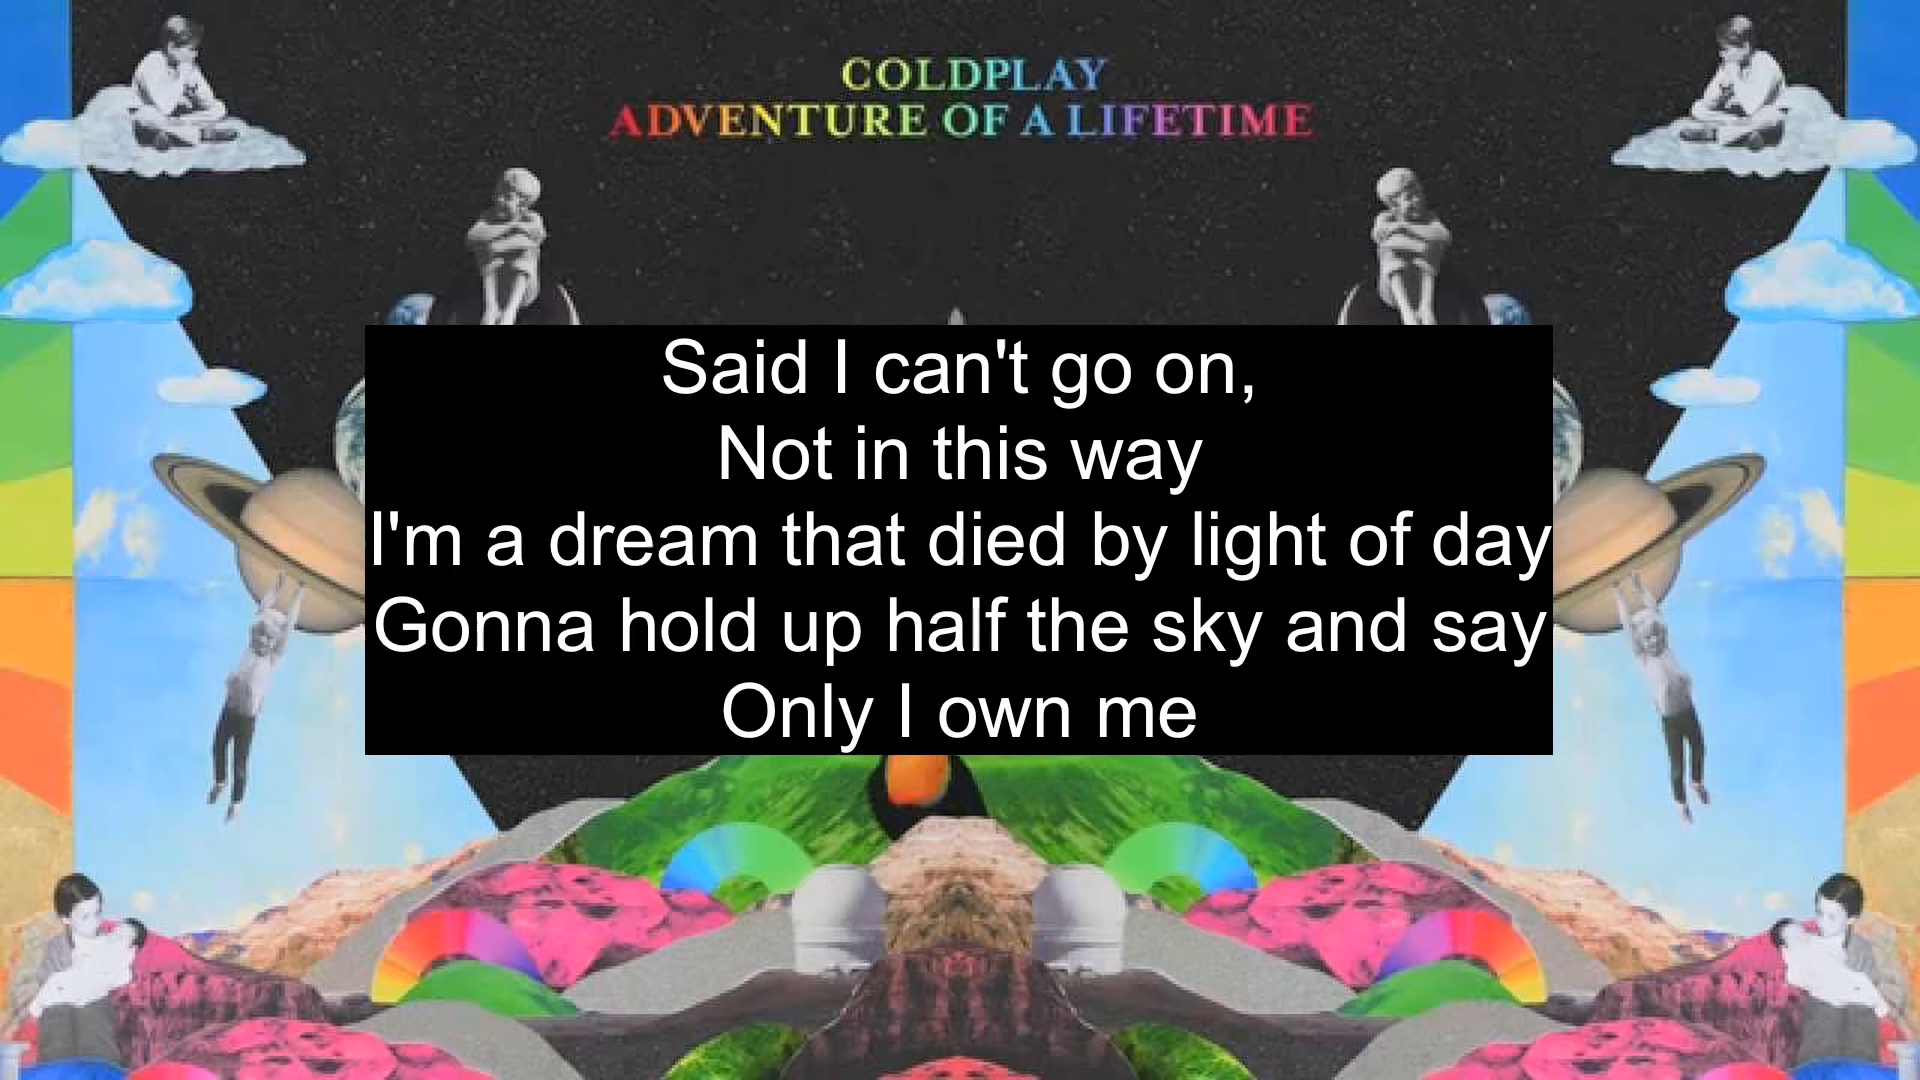 COLDPLAY
ADVENTURE OF A LIFETIME
Said I can't go on,
Not in this way
I'm a dream that died by light of day
Gonna hold up half the sky and say
Only I own me